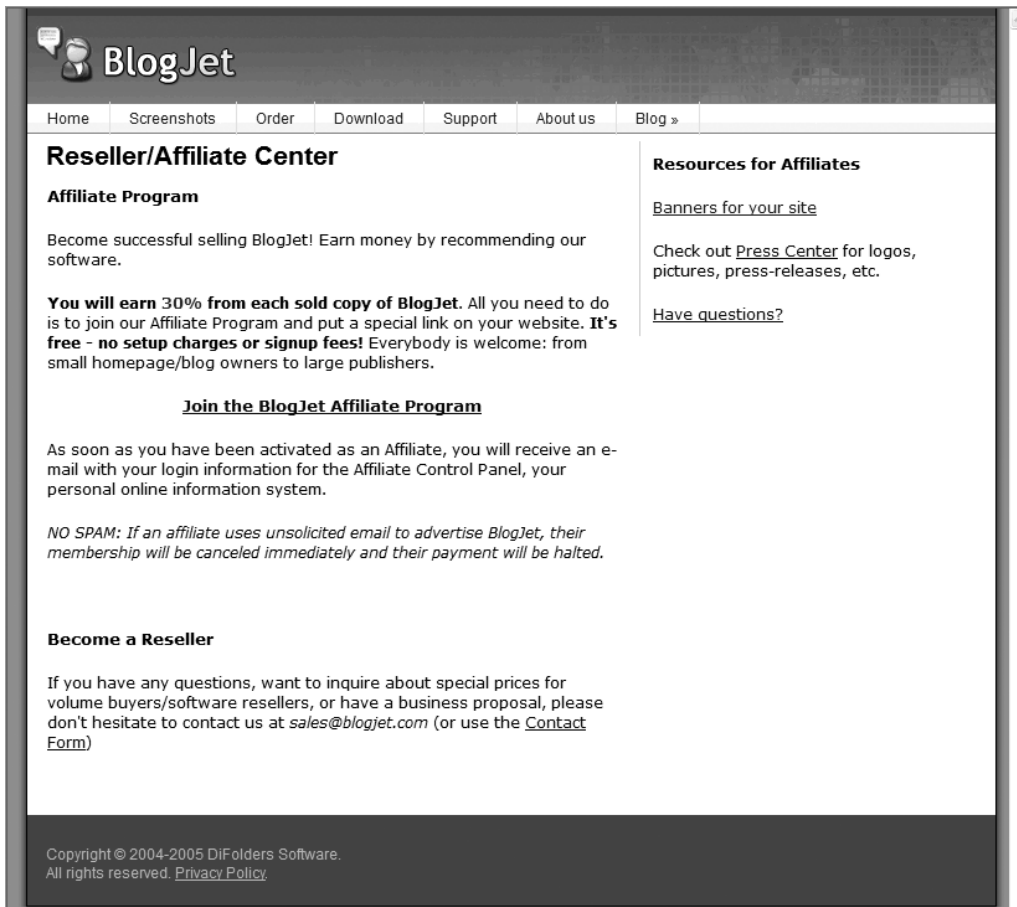 BlogJet
Home Screenshots Order Download Support About us Blog »
Reseller/Affiliate Center
Affiliate Program
Become successful selling BlogJet! Earn money by recommending our
software.
You will earn 30% from each sold copy of BlogJet. All you need to do
is to join our Affiliate Program and put a special link on your website. It's
free - no setup charges or signup fees! Everybody is welcome: from
small homepage/blog owners to large publishers.
Join the BlogJet Affiliate Program
As soon as you have been activated as an Affiliate, you will receive an e-
mail with your login information for the Affiliate Control Panel, your
personal online information system.
NO SPAM: If an affiliate uses unsolicited email to advertise BlogJet, their
membership will be canceled immediately and their payment will be halted.
Become a Reseller
If you have any questions, want to inquire about special prices for
volume buyers/software resellers, or have a business proposal, please
don't hesitate to contact us at sales@blogjet.com (or use the Contact
Form)
Resources for Affiliates
Banners for your site
Check out Press Center for logos,
pictures, press-releases, etc.
Have questions?
Copyright © 2004-2005 DiFolders Software.
All rights reserved. Privacy Policy.